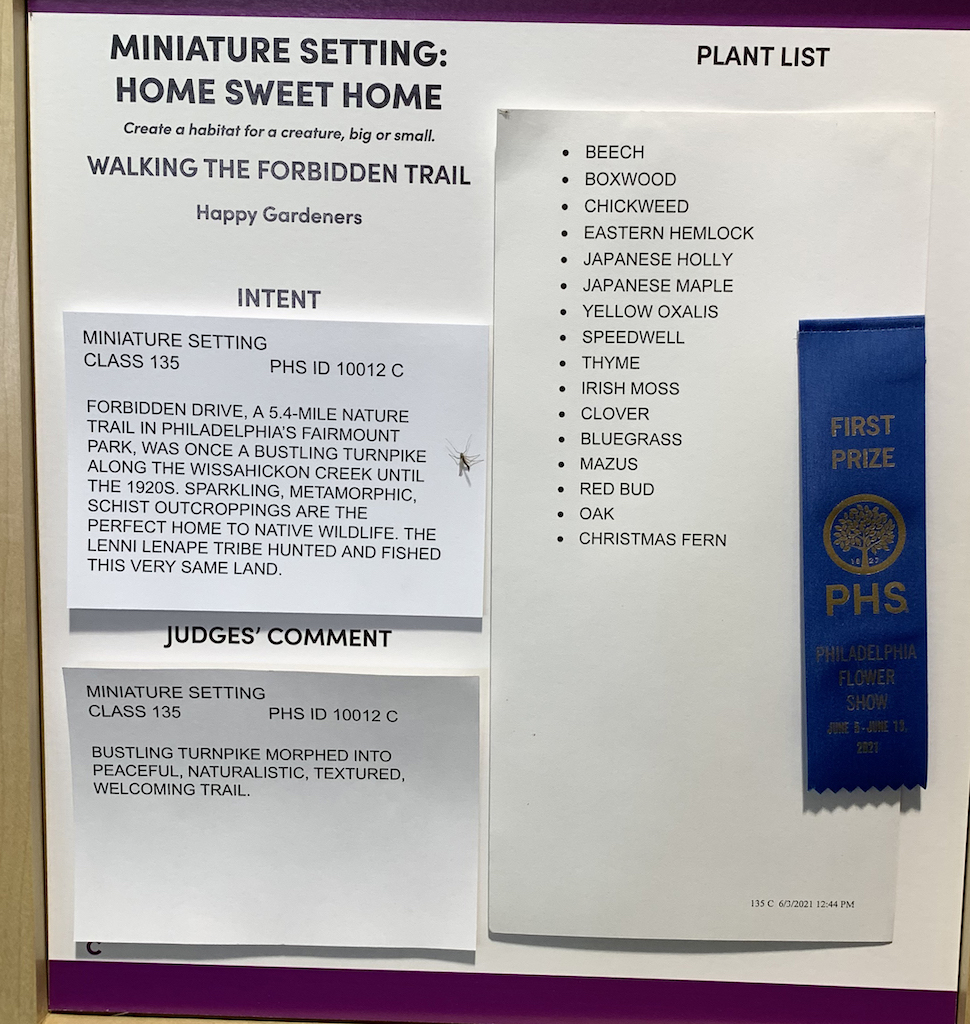 MINIATURE SETTING:
HOME SWEET HOME
Create a habitat for a creature, big or small.
WALKING THE FORBIDDEN TRAIL
Happy Gardeners
INTENT
MINIATURE SETTING
CLASS 135 PHS ID 10012 C
FORBIDDEN DRIVE, A 5.4-MILE NATURE
TRAIL IN PHILADELPHIA'S FAIRMOUNT
PARK, WAS ONCE A BUSTLING TURNPIKE
ALONG THE WISSAHICKON CREEK UNTIL
THE 1920S. SPARKLING, METAMORPHIC,
SCHIST OUTCROPPINGS ARE THE
PERFECT HOME TO NATIVE WILDLIFE. THE
LENNI LENAPE TRIBE HUNTED AND FISHED
THIS VERY SAME LAND.
JUDGES' COMMENT
MINIATURE SETTING
CLASS 135 PHS ID 10012 C
BUSTLING TURNPIKE MORPHED INTO
PEACEFUL, NATURALISTIC, TEXTURED,
WELCOMING TRAIL.
C
PLANT LIST
• BEECH
• BOXWOOD
• CHICKWEED
• EASTERN HEMLOCK
• JAPANESE HOLLY
• JAPANESE MAPLE
• YELLOW OXALIS
• SPEEDWELL
• THYME
• IRISH MOSS
• CLOVER
• BLUEGRASS
• MAZUS
• RED BUD
• OAK
• CHRISTMAS FERN
135 C 6/3/2021 12:44 PM
FIRST
PRIZE
1827
PHS
PHILADELPHIA
FLOWER
SHOW
JUNE 5-JUNE 13,
2021